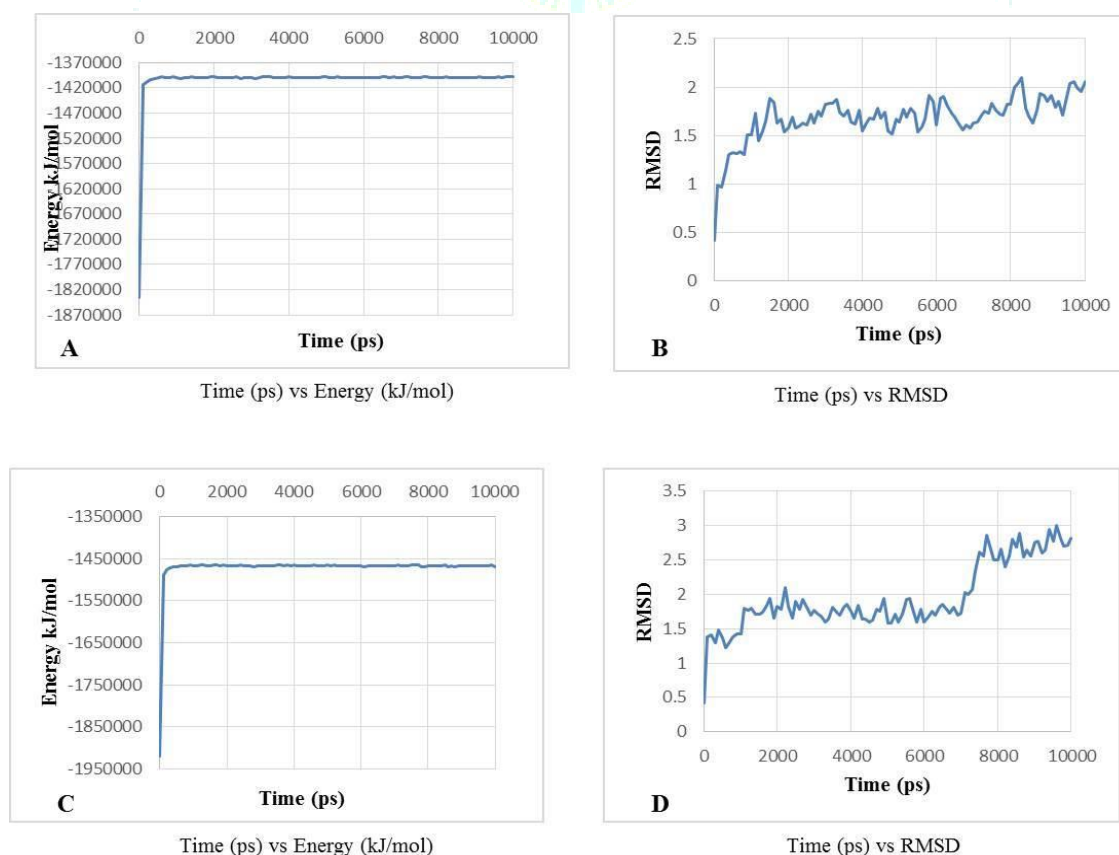 0 2000 4000 6000 8000 10000
-1370000
-1420000
-1470000
-1520000
-1570000
-1620000
-1670000
-1720000
-1770000
-1820000
-1870000
Energy kJ/mol
Time (ps)
A
Time (ps) vs Energy (kJ/mol)
2.5
2
1.5
1
0.5
0
RMSD
0 2000 4000 6000 8000 10000
Time (ps)
B
Time (ps) vs RMSD
0 2000 4000 6000 8000 10000
-1350000
-1450000
-1550000
-1650000
-1750000
-1850000
-1950000
Energy kJ/mol
Time (ps)
C
Time (ps) vs Energy (kJ/mol)
3.5
3
2.5
2
1.5
1
0.5
0
RMSD
0 2000 4000 6000 8000 10000
Time (ps)
D
Time (ps) vs RMSD